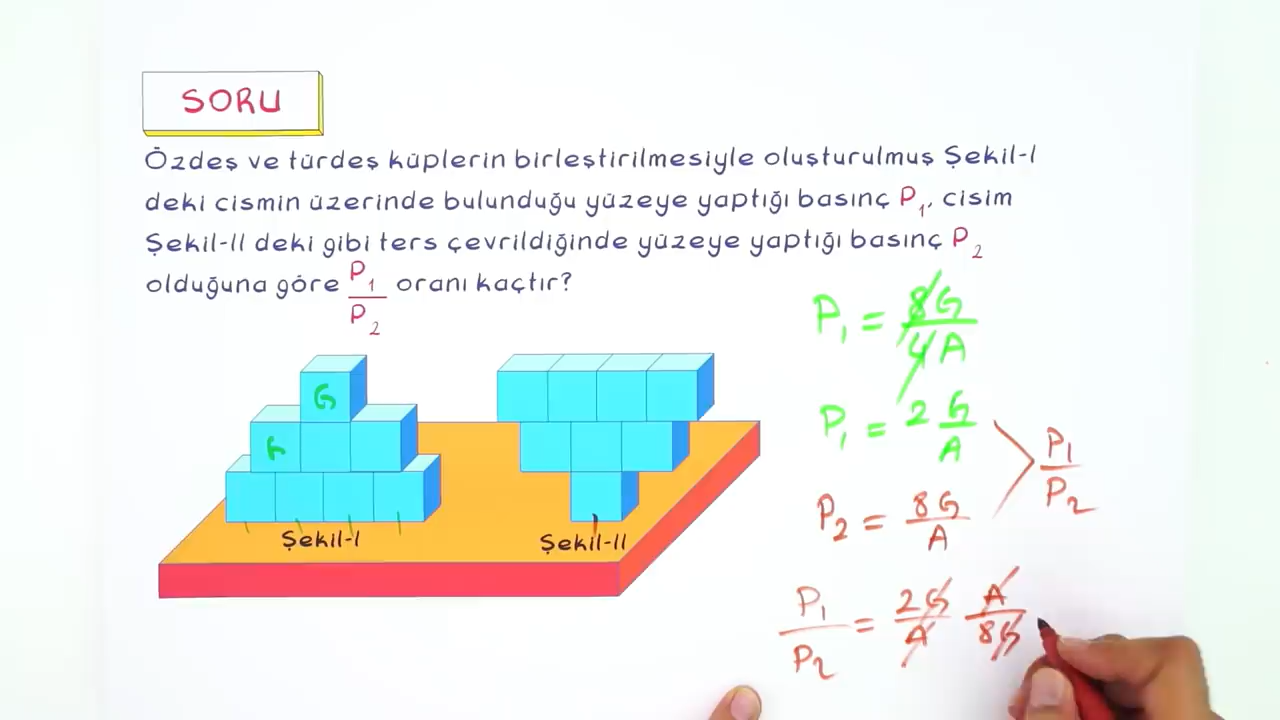 SORU
Özdeş ve türdeş küplerin birleştirilmesiyle oluşturulmuş Şekil-I
deki cismin üzerinde bulunduğu yüzeye yaptığı basınç P₁, cisim
Şekil-II deki gibi ters çevrildiğinde yüzeye yaptığı basınç P₂
olduğuna göre P₁/P₂ oranı kaçtır?
P₁ = 8G/4A
P₁ = 2 G/A
P₁/P₂
P₂ = 8G/A
P₁/P₂ = 2G/A A/8G
G
Şekil-I
Şekil-II